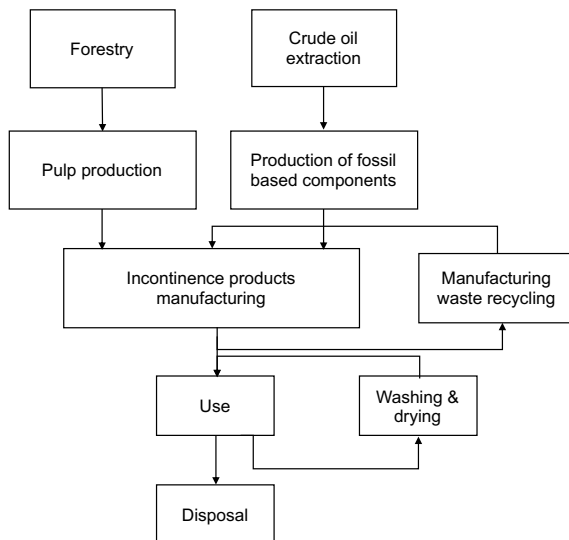 Forestry
Crude oil
extraction
Pulp production
Production of fossil
based components
Incontinence products
manufacturing
Manufacturing
waste recycling
Use
Washing &
drying
Disposal